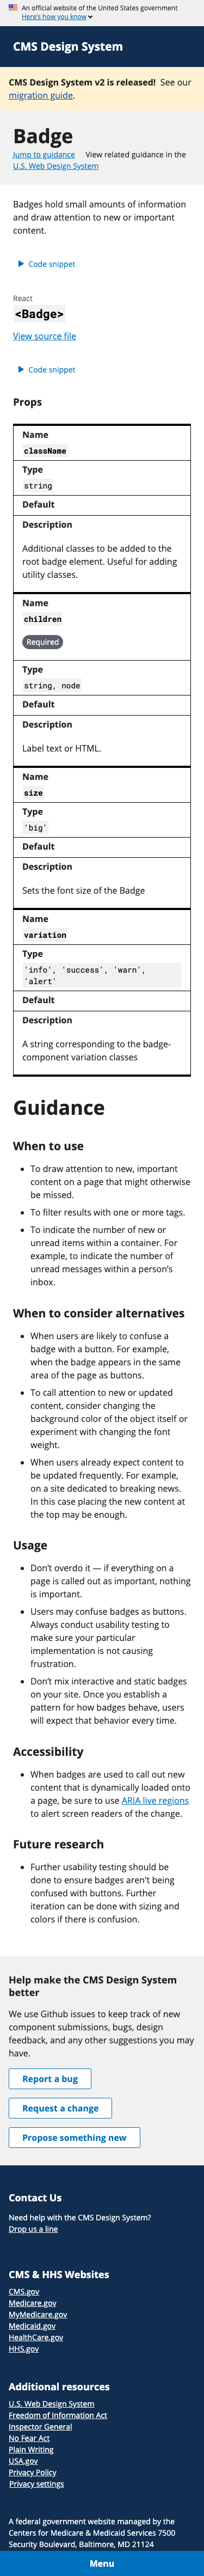 An official website of the United States government
Here's you know
CMS Design System
CMS Design System v2 is released! See our
migration guide.
Badge
Jump to guidance View related guidance in the
U.S. Web Design System
Badges hold small amounts of information
and draw attention to new or important
content.
Code snippet
React
<Badge>
View source file
Code snippet
Props
Name
className
Type
string
Default
Description
Additional classes to be added to the
root badge element. Useful for adding
utility classes.
Name
children
Required
Type
string, node
Default
Description
Label text or HTML.
Name
size
Type
'big'
Default
Description
Sets the font size of the Badge
Name
variation
Type
'info', 'success', 'warn',
'alert'
Default
Description
A string corresponding to the badge-
component variation classes
Guidance
When to use
• To draw attention to new, important
content on a page that might otherwise
be missed.
• To filter results with one or more tags.
• To indicate the number of new or
unread items within a container. For
example, to indicate the number of
unread messages within a person's
inbox.
When to consider alternatives
• When users are likely to confuse a
badge with a button. For example,
when the badge appears in the same
area of the page as buttons.
• To call attention to new or updated
content, consider changing the
background color of the object itself or
experiment with changing the font
weight.
• When users already expect content to
be updated frequently. For example,
on a site dedicated to breaking news.
In this case placing the new content at
the top may be enough.
Usage
• Don't overdo it — if everything on a
page is called out as important, nothing
is important.
• Users may confuse badges as buttons.
Always conduct usability testing to
make sure your particular
implementation is not causing
frustration.
• Don't mix interactive and static badges
on your site. Once you establish a
pattern for how badges behave, users
will expect that behavior every time.
Accessibility
• When badges are used to call out new
content that is dynamically loaded onto
a page, be sure to use ARIA live regions
to alert screen readers of the change.
Future research
• Further usability testing should be
done to ensure badges aren't being
confused with buttons. Further
iteration can be done with sizing and
colors if there is confusion.
Help make the CMS Design System
better
We use Github issues to keep track of new
component submissions, bugs, design
feedback, and any other suggestions you may
have.
Report a bug
Request a change
Propose something new
Contact Us
Need help with the CMS Design System?
Drop us a line
CMS & HHS Websites
CMS.gov
Medicare.gov
MyMedicare.gov
Medicaid.gov
HealthCare.gov
HHS.gov
Additional resources
U.S. Web Design System
Freedom of Information Act
Inspector General
No Fear Act
Plain Writing
USA.gov
Privacy Policy
Privacy settings
A federal government website managed by the
Centers for Medicare & Medicaid Services 7500
Security Boulevard, Baltimore, MD 21124
Menu